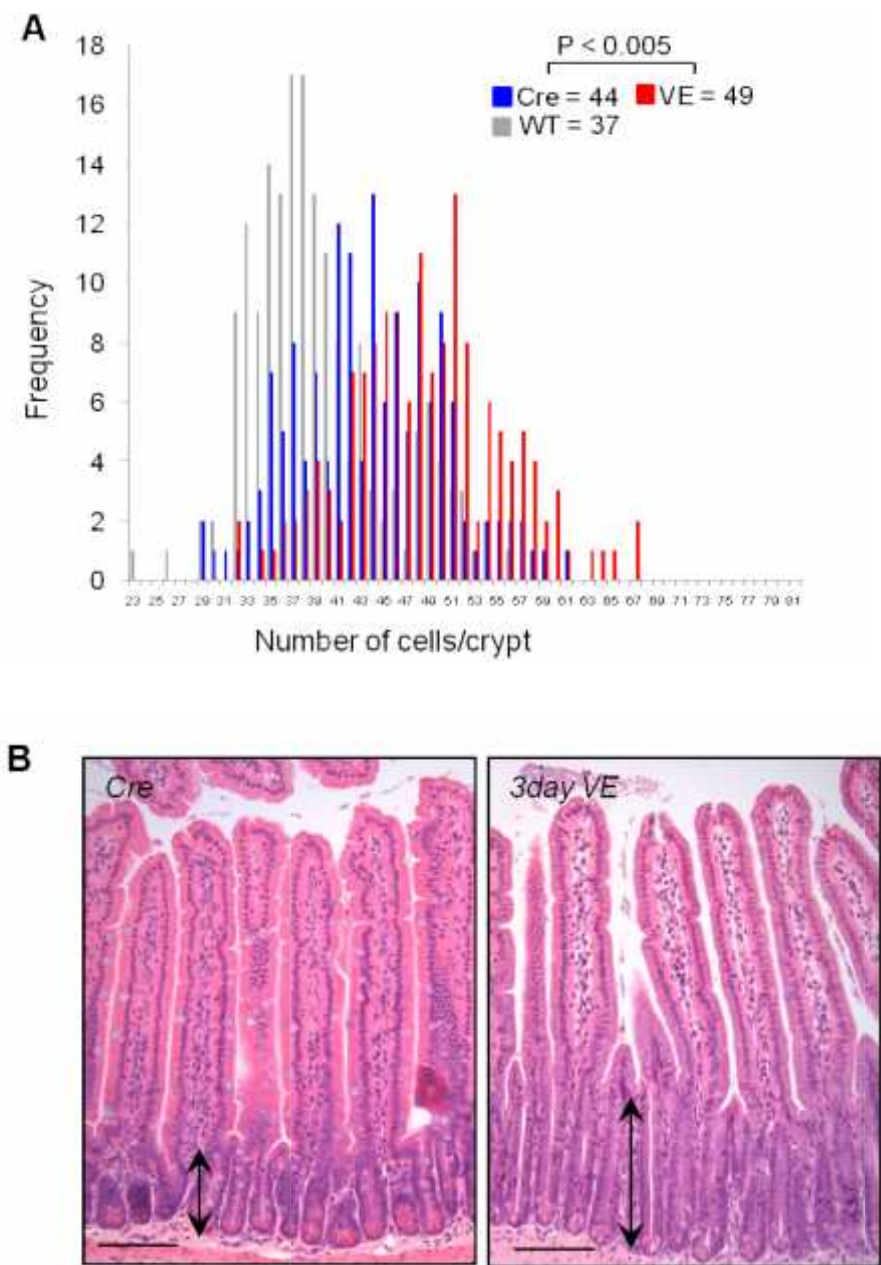 A
P < 0.005
Cre = 44 VE = 49
WT = 37
18
16
14
12
10
8
6
4
2
0
Frequency
23 25 27 29 31 33 35 37 39 41 43 45 47 49 51 53 55 57 59 61 63 65 67 69 71 73 75 77 79 81
Number of cells/crypt
B
Cre
3day VE